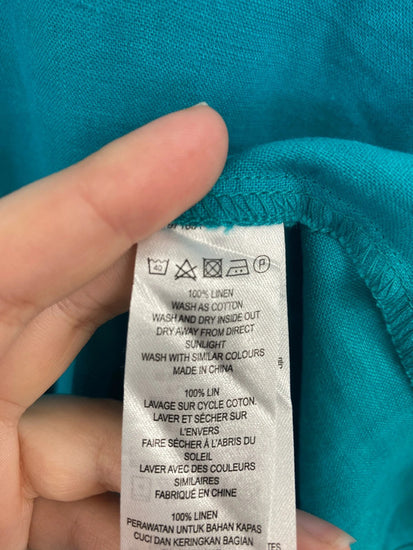 40 P
100% LINEN
WASH AS COTTON
WASH AND DRY INSIDE OUT
DRY AWAY FROM DIRECT
SUNLIGHT
WASH WITH SIMILAR COLOURS
MADE IN CHINA
100% LIN
LAVAGE SUR CYCLE COTON.
LAVER ET SÉCHER SUR
L'ENVERS
FAIRE SÉCHER À L'ABRIS DU
SOLEIL
LAVER AVEC DES COULEURS
SIMILAIRES
FABRIQUÉ EN CHINE
100% LINEN
PERAWATAN UNTUK BAHAN KAPAS
CUCI DAN KERINGKAN BAGIAN